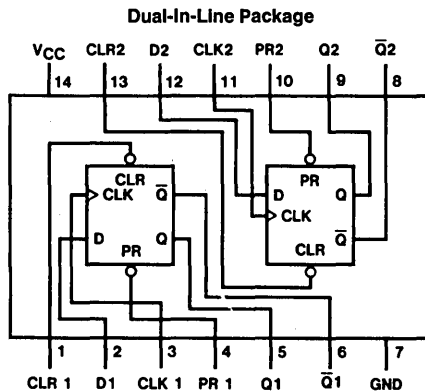 Dual-In-Line Package
VCC CLR2 D2 CLK2 PR2 Q2 Q̅2
14 13 12 11 10 9 8
CLR PR
CLK Q̅ D Q
D Q CLK
PR CLR Q̅
1 2 3 4 5 6 7
CLR 1 D1 CLK 1 PR 1 Q1 Q̅1 GND